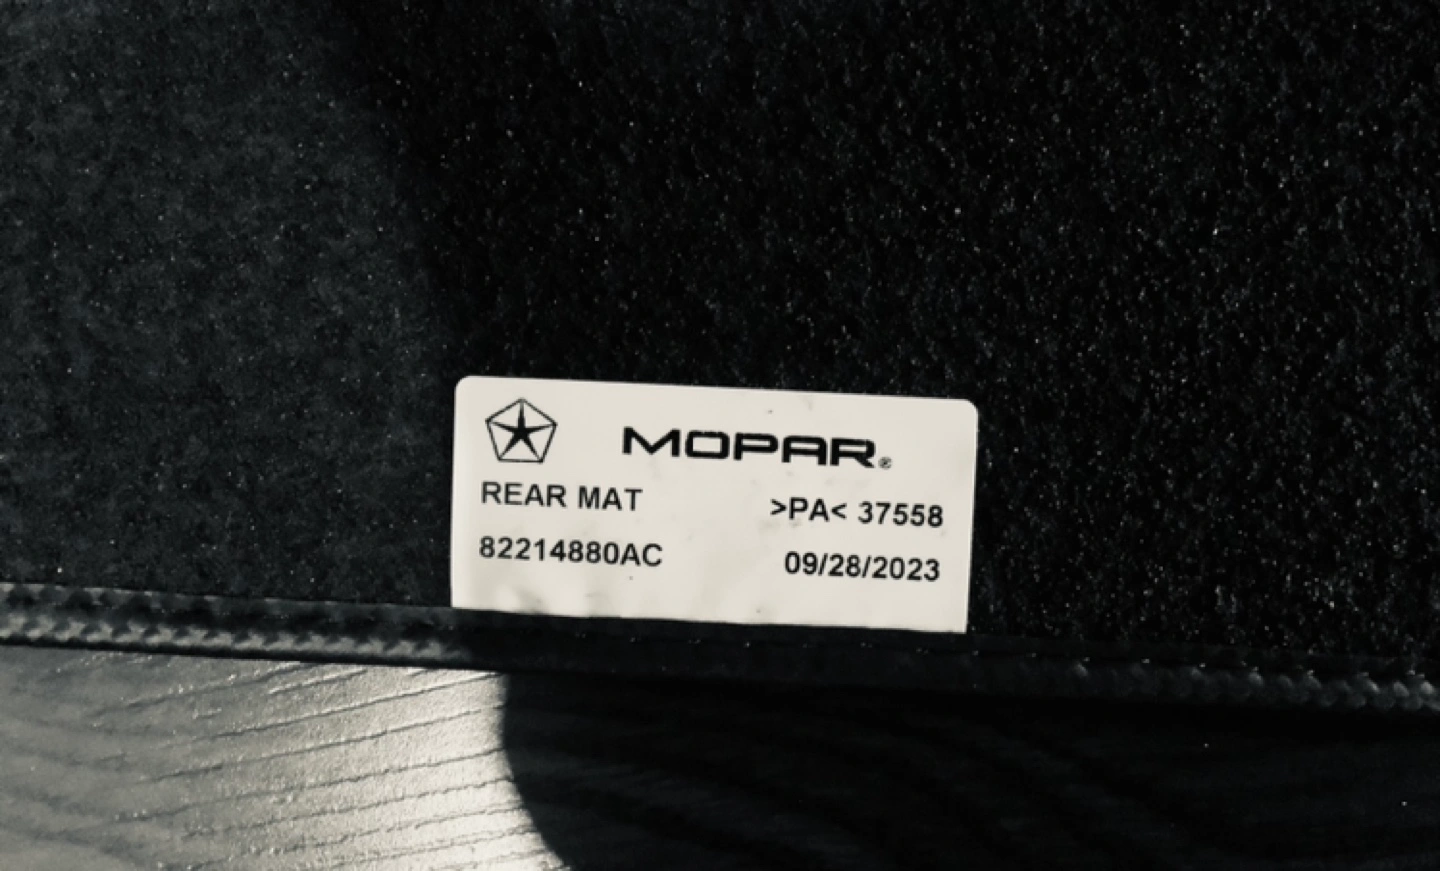 MOPAR®
REAR MAT >PA< 37558
82214880AC 09/28/2023